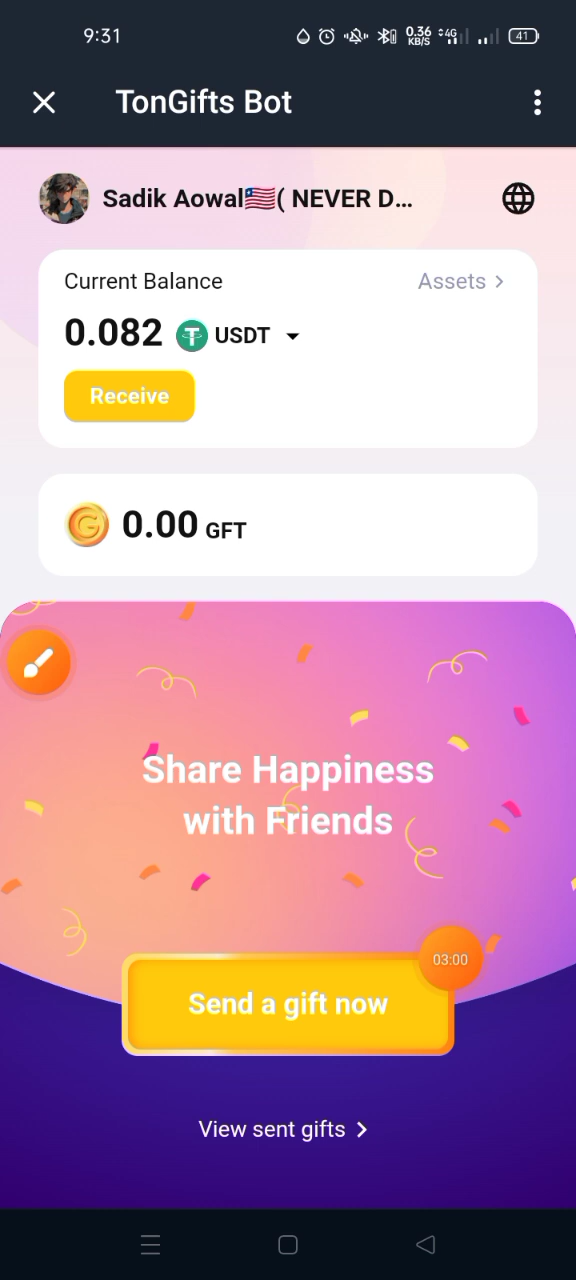 9:31
0.36 KB/S 4G 41
TonGifts Bot
Sadik Aowal🇱🇷( NEVER D...
Current Balance
Assets
0.082 USDT
Receive
0.00 GFT
Share Happiness
with Friends
03:00
Send a gift now
View sent gifts